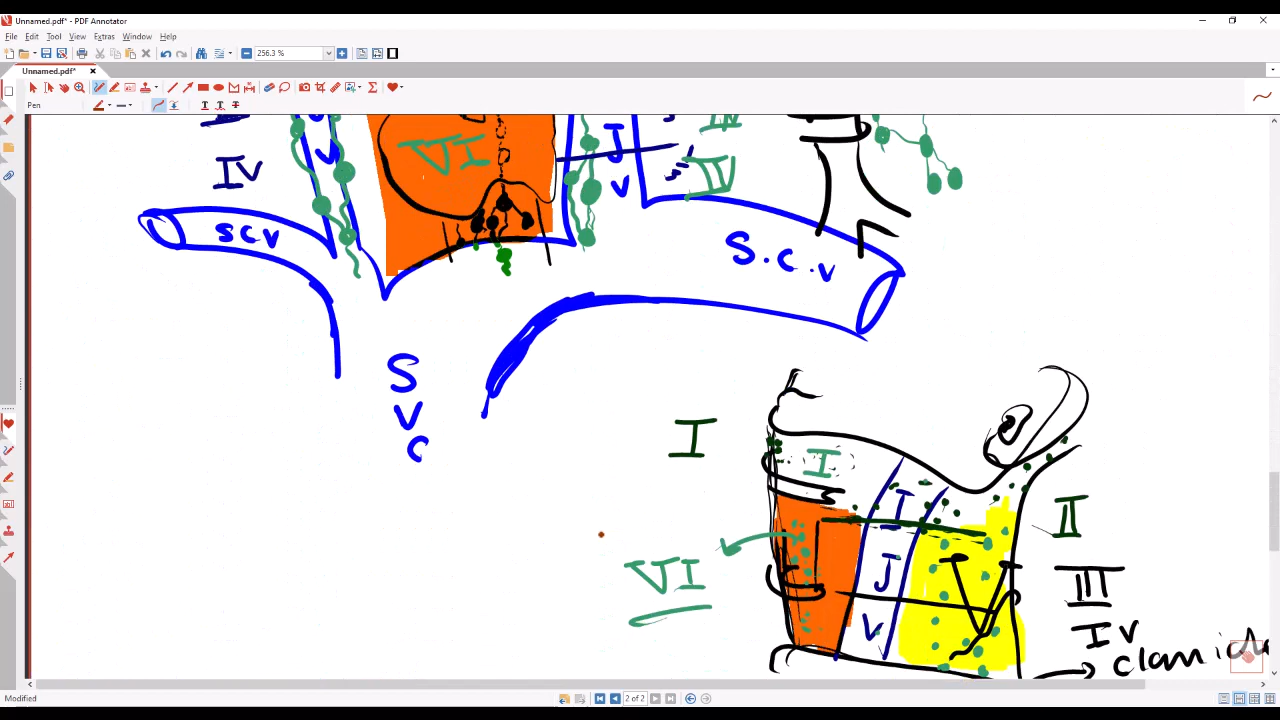 Unnamed.pdf* - PDF Annotator
File Edit Tool View Extras Window Help
256.3 %
Unnamed.pdf*
Pen
IV
V
VI
J
V
IV
scv
S.C.V
S
V
C
I
I
I
II
J
V
V
VI
III
IV
Modified
2 of 2